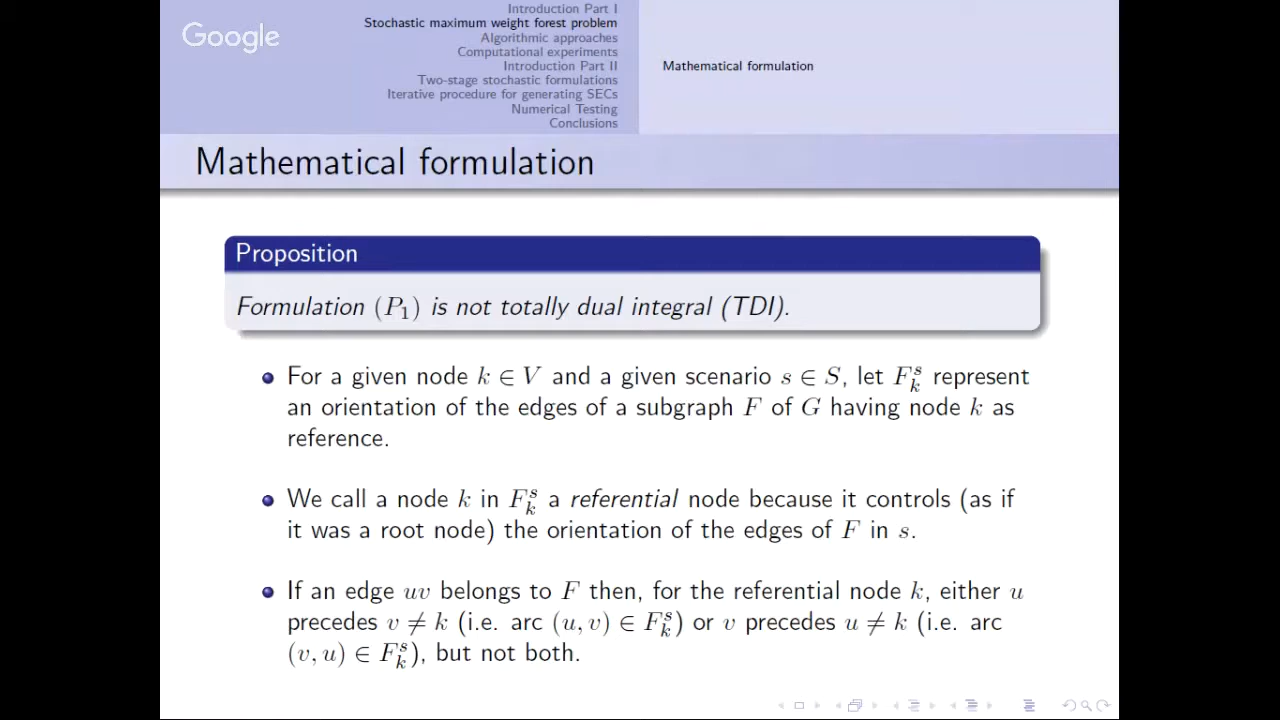 Google
Introduction Part I
Stochastic maximum weight forest problem
Algorithmic approaches
Computational experiments
Introduction Part II
Two-stage stochastic formulations
Iterative procedure for generating SECs
Numerical Testing
Conclusions
Mathematical formulation
Mathematical formulation
Proposition
Formulation (P₁) is not totally dual integral (TDI).
For a given node k ∈ V and a given scenario s ∈ S, let Fₖˢ represent
an orientation of the edges of a subgraph F of G having node k as
reference.
We call a node k in Fₖˢ a referential node because it controls (as if
it was a root node) the orientation of the edges of F in s.
If an edge uv belongs to F then, for the referential node k, either u
precedes v ≠ k (i.e. arc (u, v) ∈ Fₖˢ) or v precedes u ≠ k (i.e. arc
(v, u) ∈ Fₖˢ), but not both.